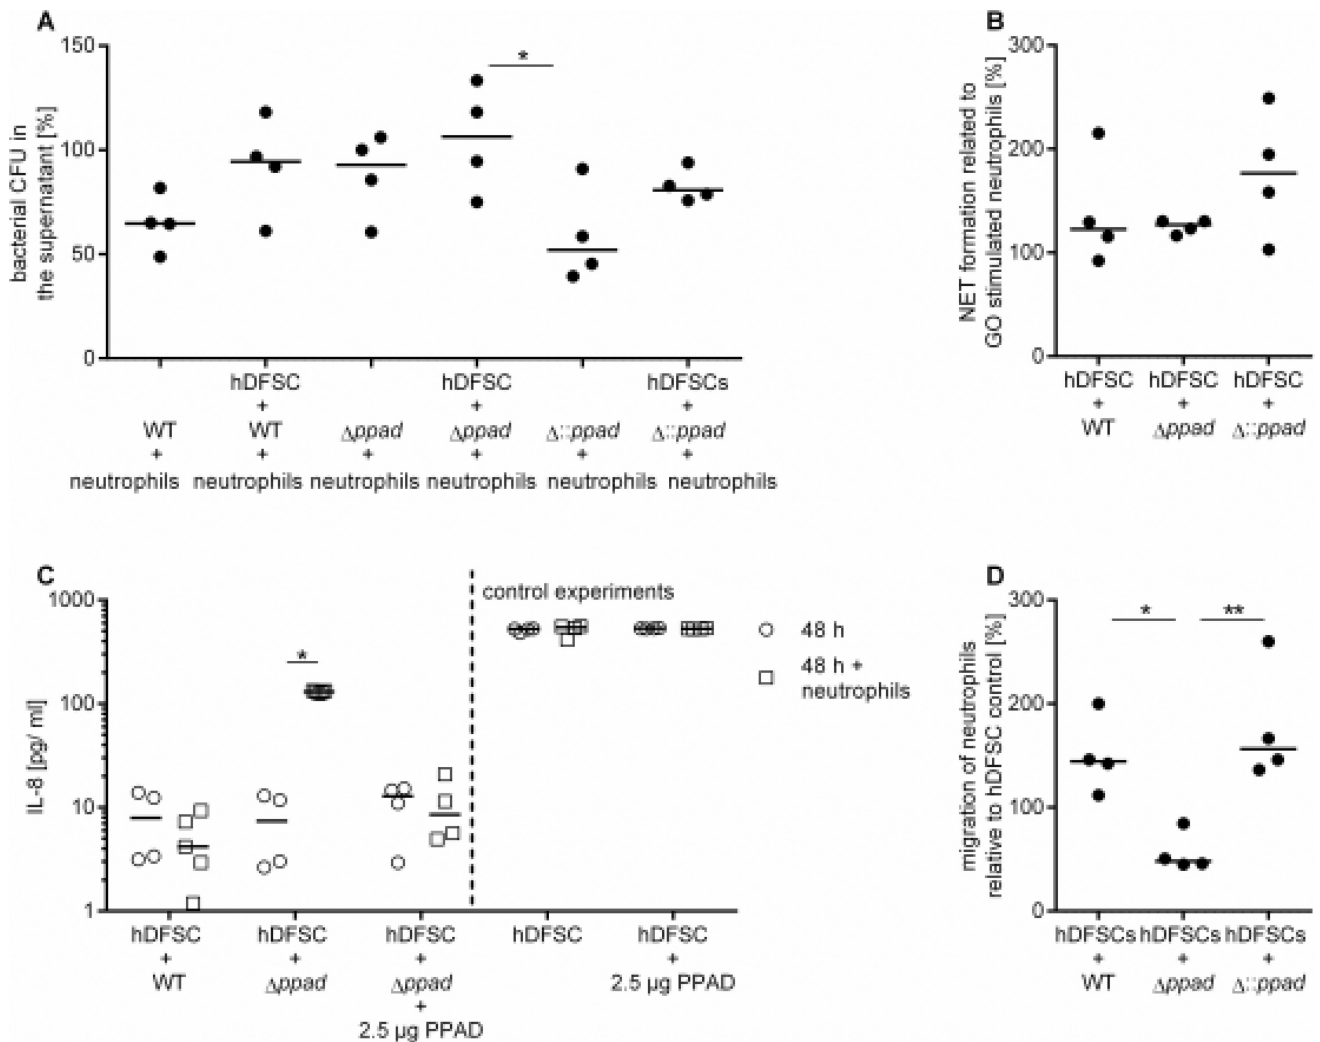 A
150
100
50
0
bacterial CFU in
the supernatant [%]
*
hDFSC
hDFSC
hDFSCs
+
+
+
WT
WT
Δppad
Δppad
Δ::ppad
Δ::ppad
+
+
+
+
+
+
neutrophils
neutrophils
neutrophils
neutrophils
neutrophils
neutrophils
B
300
200
100
0
NET formation related to
GO stimulated neutrophils [%]
hDFSC
hDFSC
hDFSC
+
+
+
WT
Δppad
Δ::ppad
C
1000
100
10
1
IL-8 [pg/ ml]
*
control experiments
48 h
48 h +
neutrophils
hDFSC
hDFSC
hDFSC
hDFSC
hDFSC
+
+
+
+
WT
Δppad
Δppad
2.5 µg PPAD
+
2.5 µg PPAD
D
300
200
100
0
migration of neutrophils
relative to hDFSC control [%]
*
**
hDFSCs
hDFSCs
hDFSCs
+
+
+
WT
Δppad
Δ::ppad